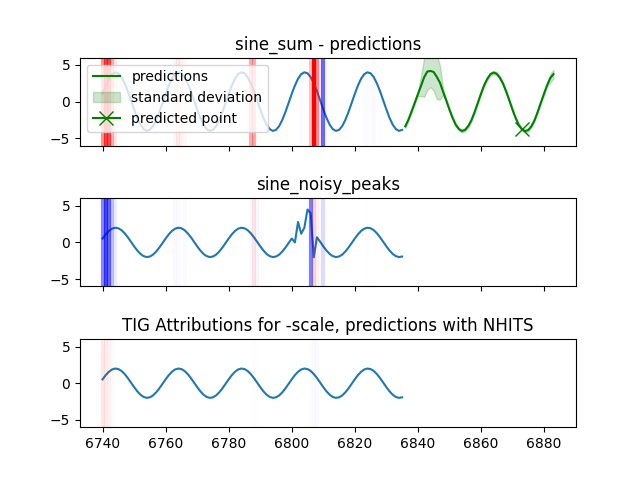 sine_sum - predictions
5
0
−5
predictions
standard deviation
predicted point
sine_noisy_peaks
5
0
−5
TIG Attributions for -scale, predictions with NHITS
5
0
−5
6740 6760 6780 6800 6820 6840 6860 6880